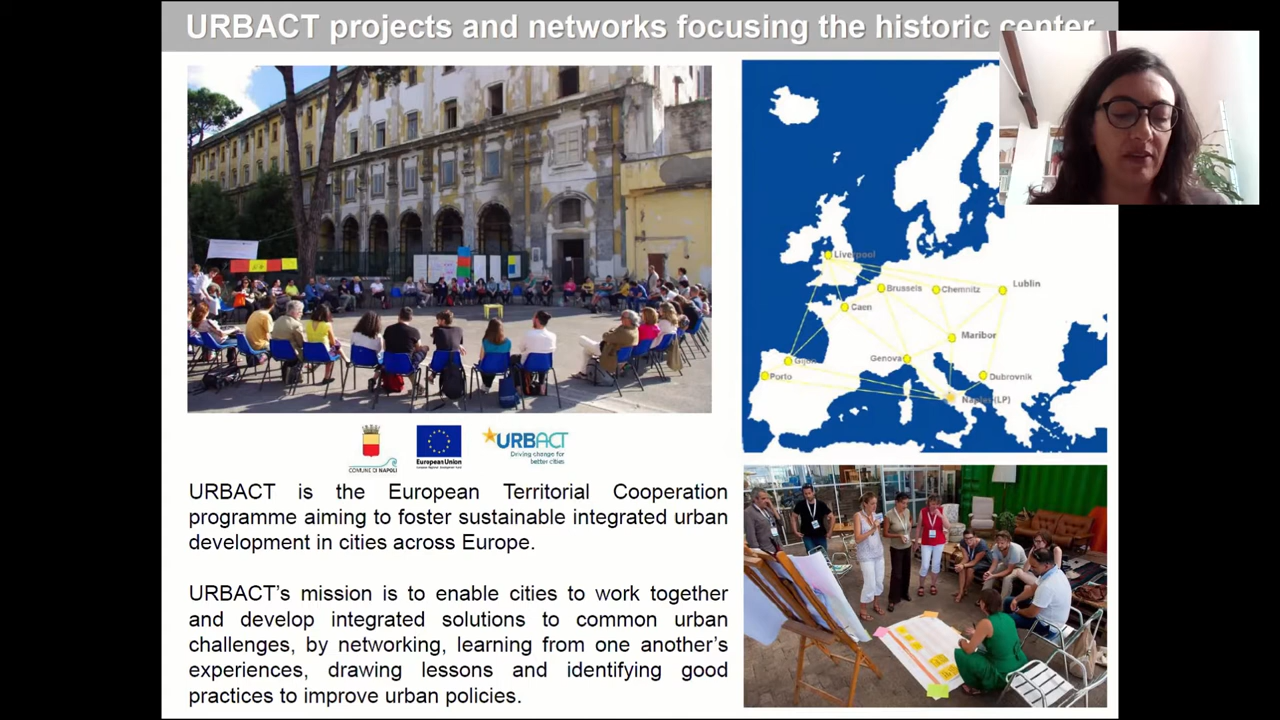 URBACT projects and networks focusing the historic center
Liverpool
Brussels
Chemnitz
Lublin
Caen
Maribor
Genova
Gijon
Porto
Dubrovnik
Naples (LP)
COMUNE DI NAPOLI
European Union
URBACT
Driving change for
better cities
URBACT is the European Territorial Cooperation
programme aiming to foster sustainable integrated urban
development in cities across Europe.
URBACT's mission is to enable cities to work together
and develop integrated solutions to common urban
challenges, by networking, learning from one another's
experiences, drawing lessons and identifying good
practices to improve urban policies.